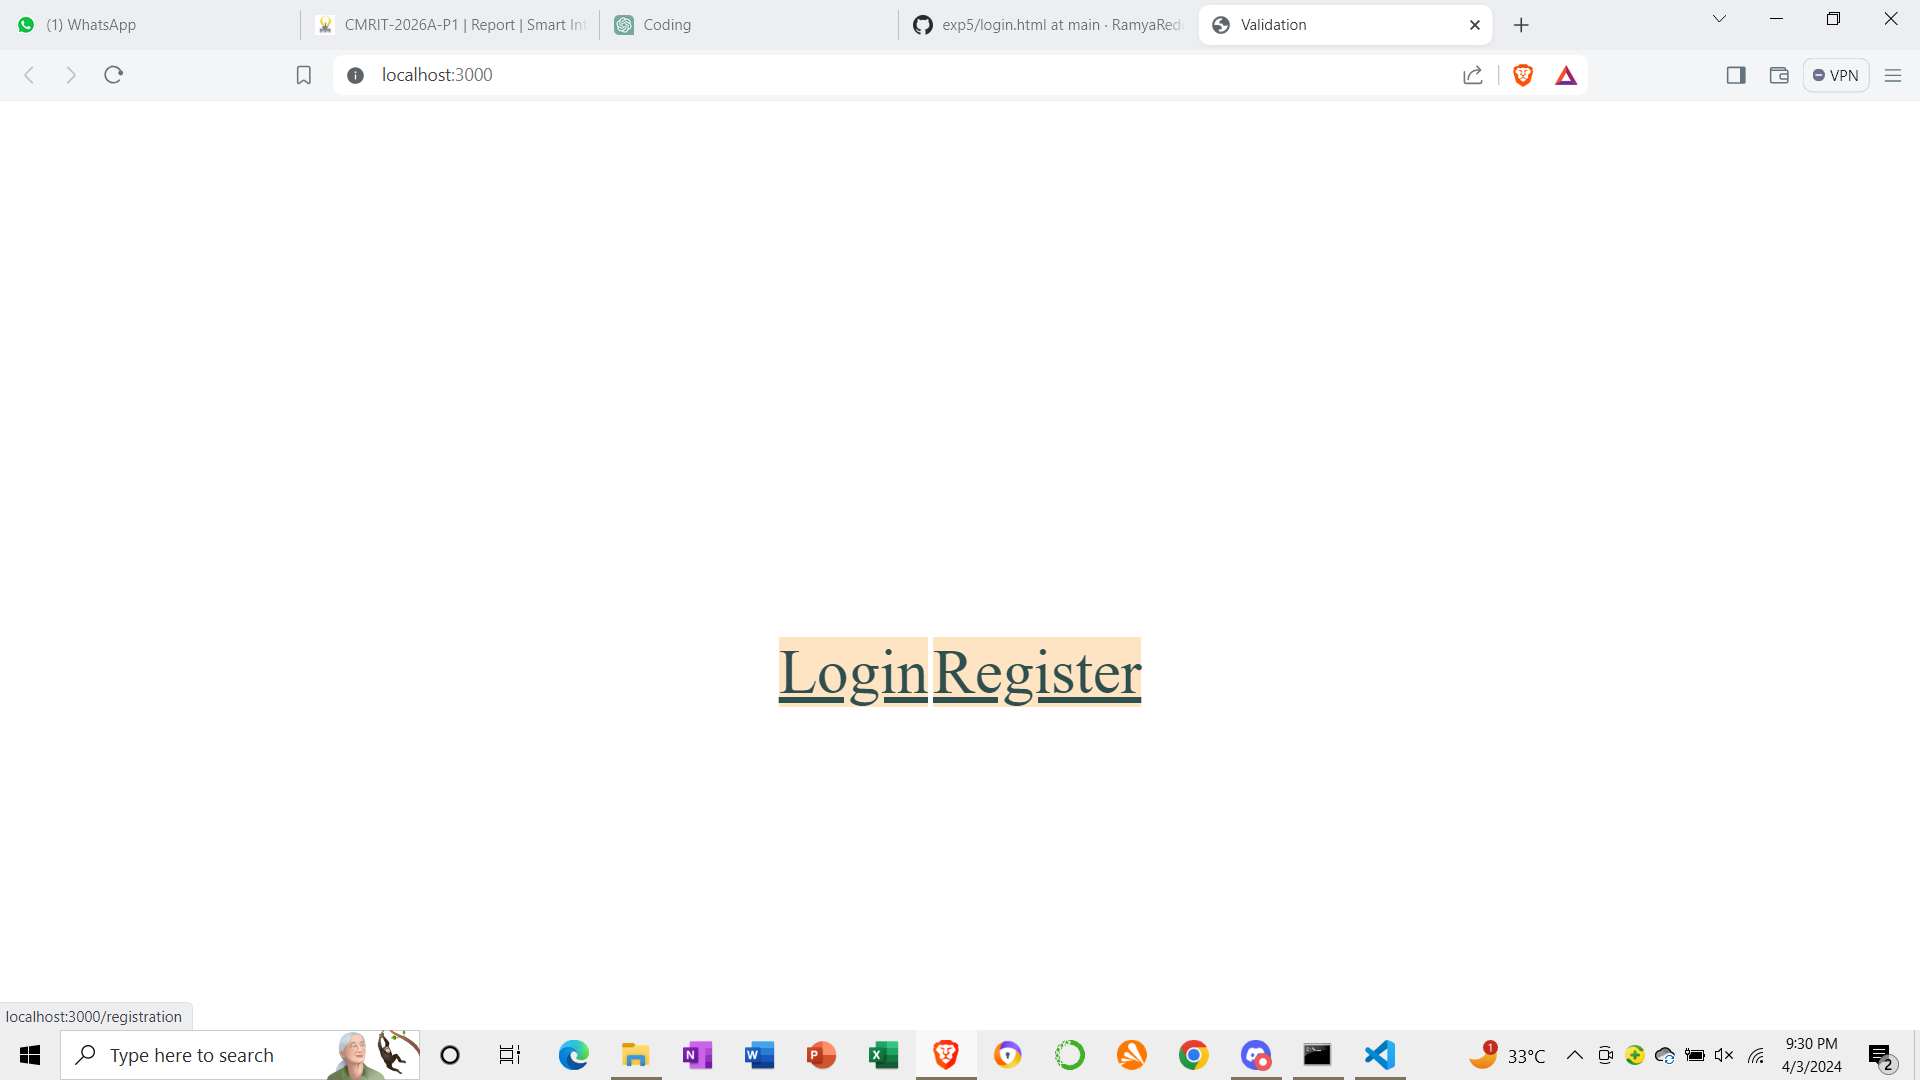 (1) WhatsApp
CMRIT-2026A-P1 | Report | Smart Int
Coding
exp5/login.html at main · RamyaRed
Validation
localhost:3000
VPN
Login Register
localhost:3000/registration
Type here to search
1
33°C
9:30 PM
4/3/2024
2